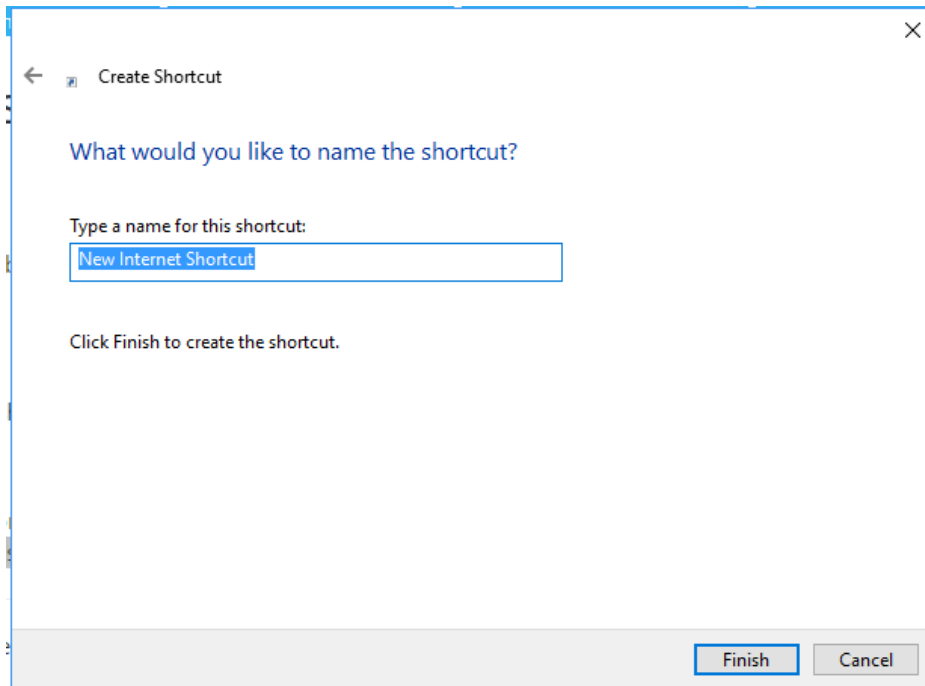 Create Shortcut
What would you like to name the shortcut?
Type a name for this shortcut:
New Internet Shortcut
Click Finish to create the shortcut.
Finish Cancel